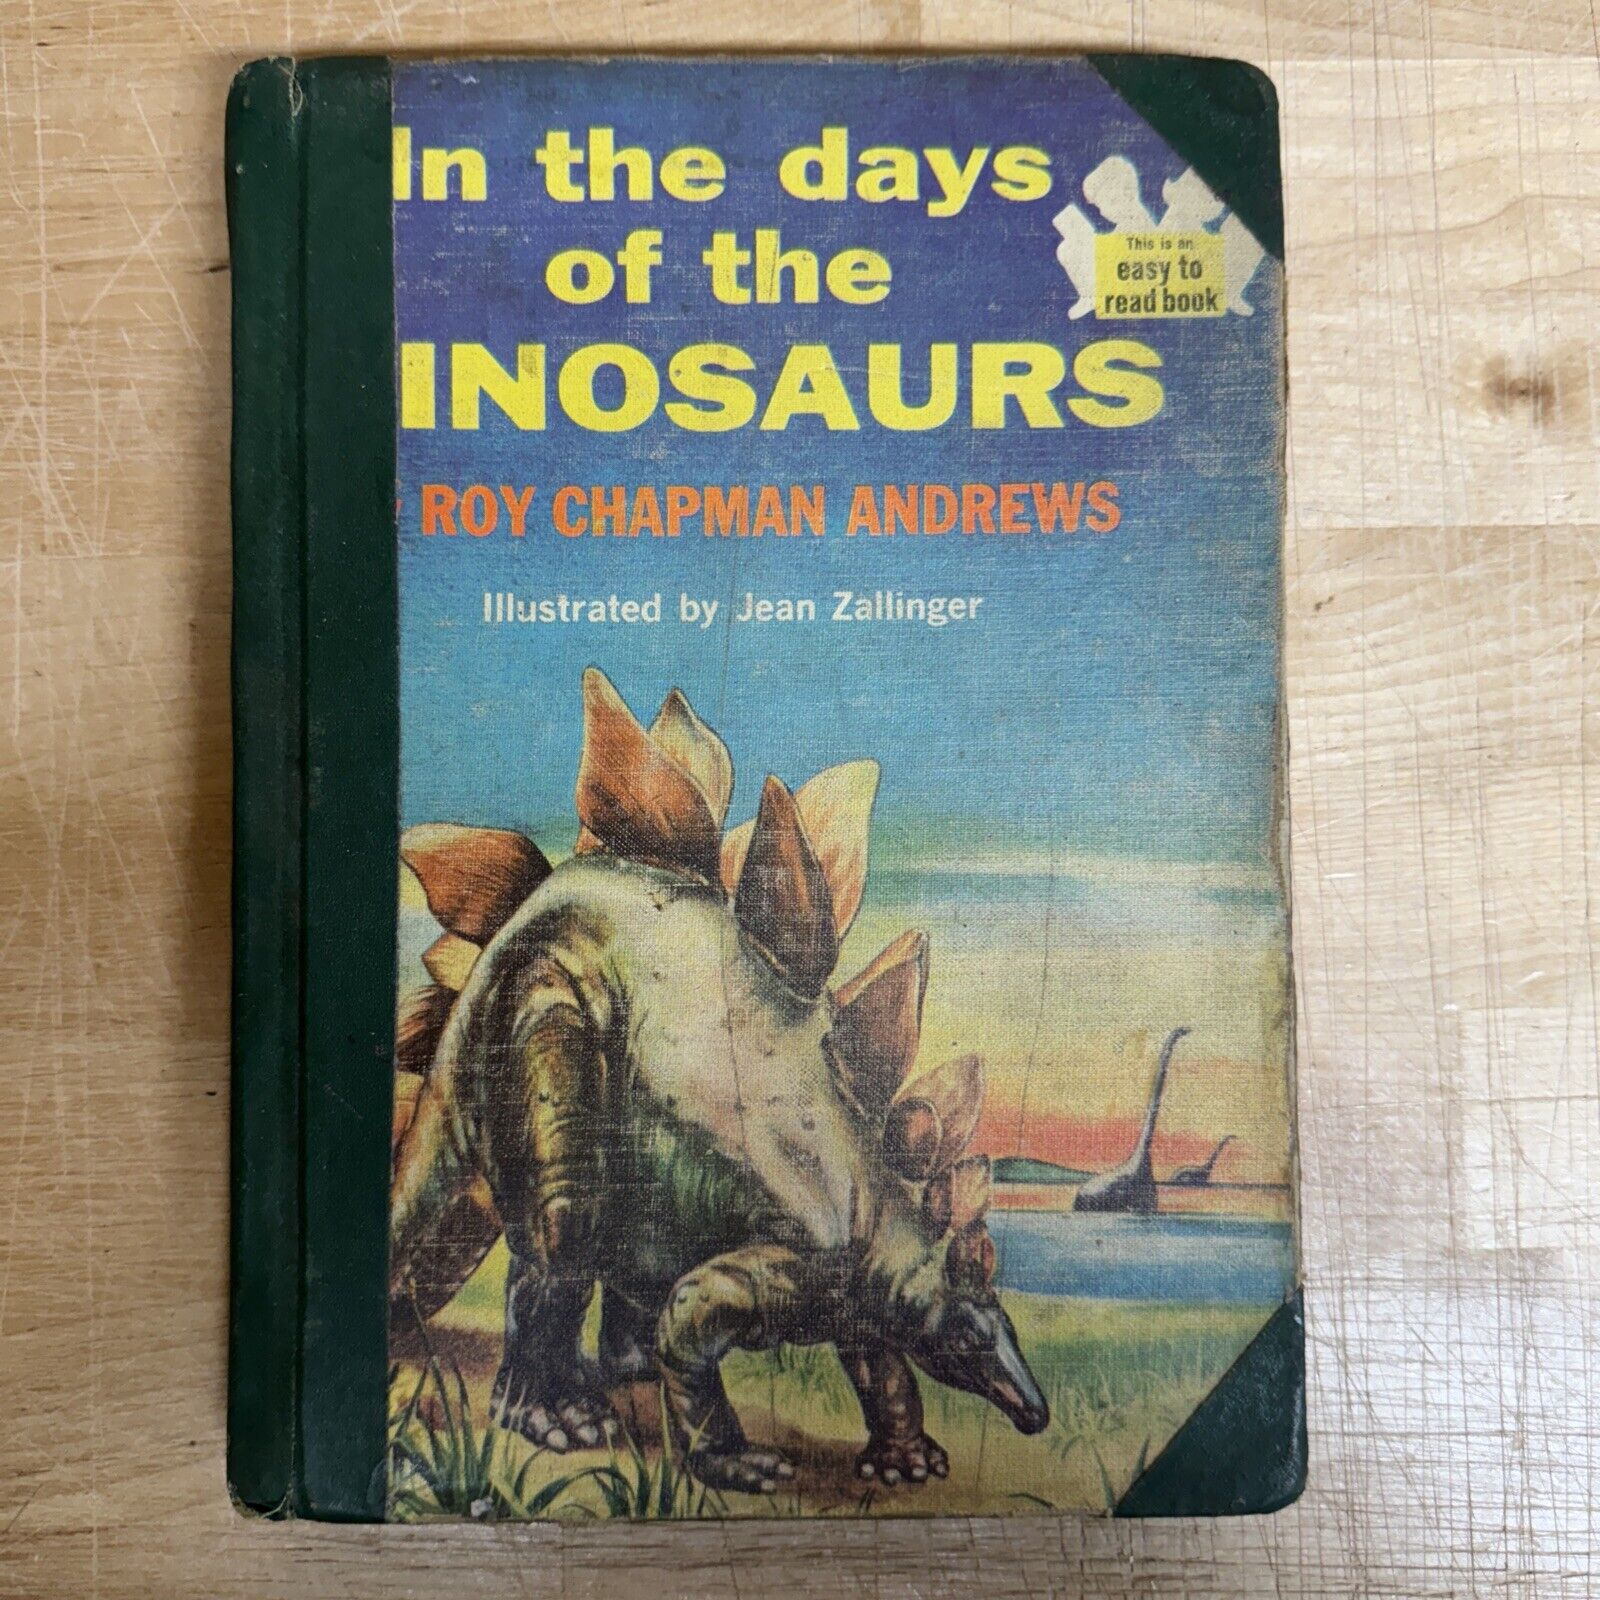 In the days
of the
INOSAURS
ROY CHAPMAN ANDREWS
Illustrated by Jean Zallinger
This is an
easy to
read book